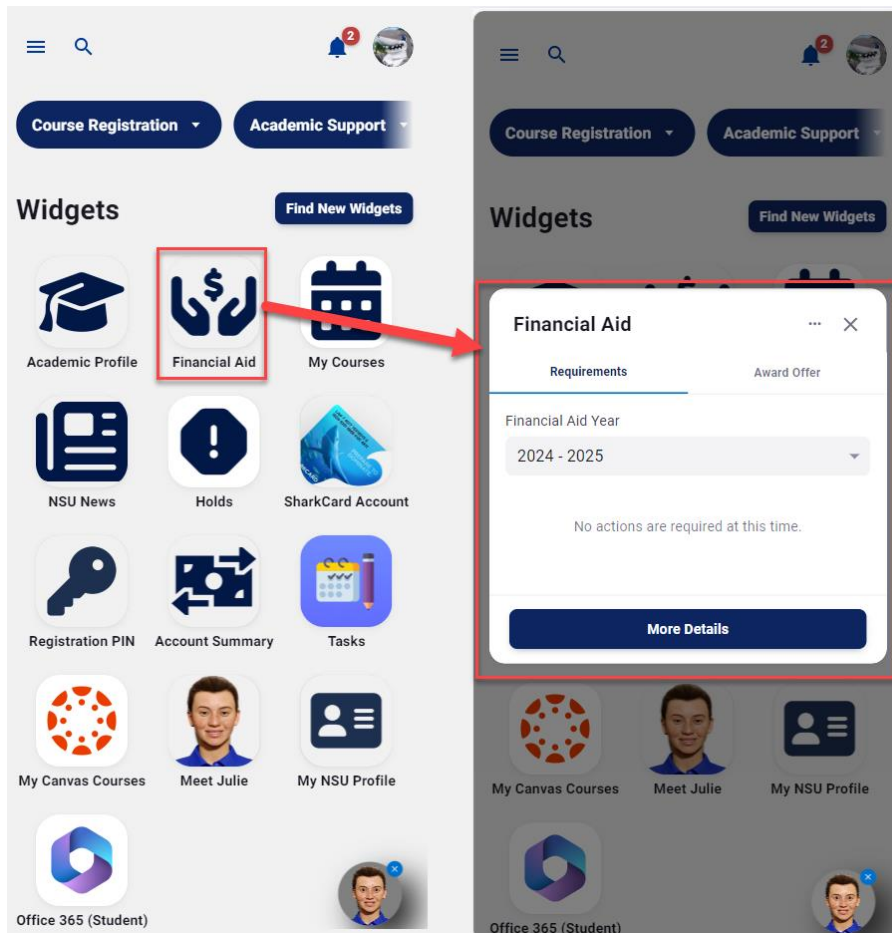 2
Course Registration
Academic Support
Widgets
Find New Widgets
Academic Profile
Financial Aid
My Courses
NSU News
Holds
SharkCard Account
Registration PIN
Account Summary
Tasks
My Canvas Courses
Meet Julie
My NSU Profile
Office 365 (Student)
2
Course Registration
Academic Support
Widgets
Find New Widgets
Financial Aid
Requirements
Award Offer
Financial Aid Year
2024 - 2025
No actions are required at this time.
More Details
My Canvas Courses
Meet Julie
My NSU Profile
Office 365 (Student)